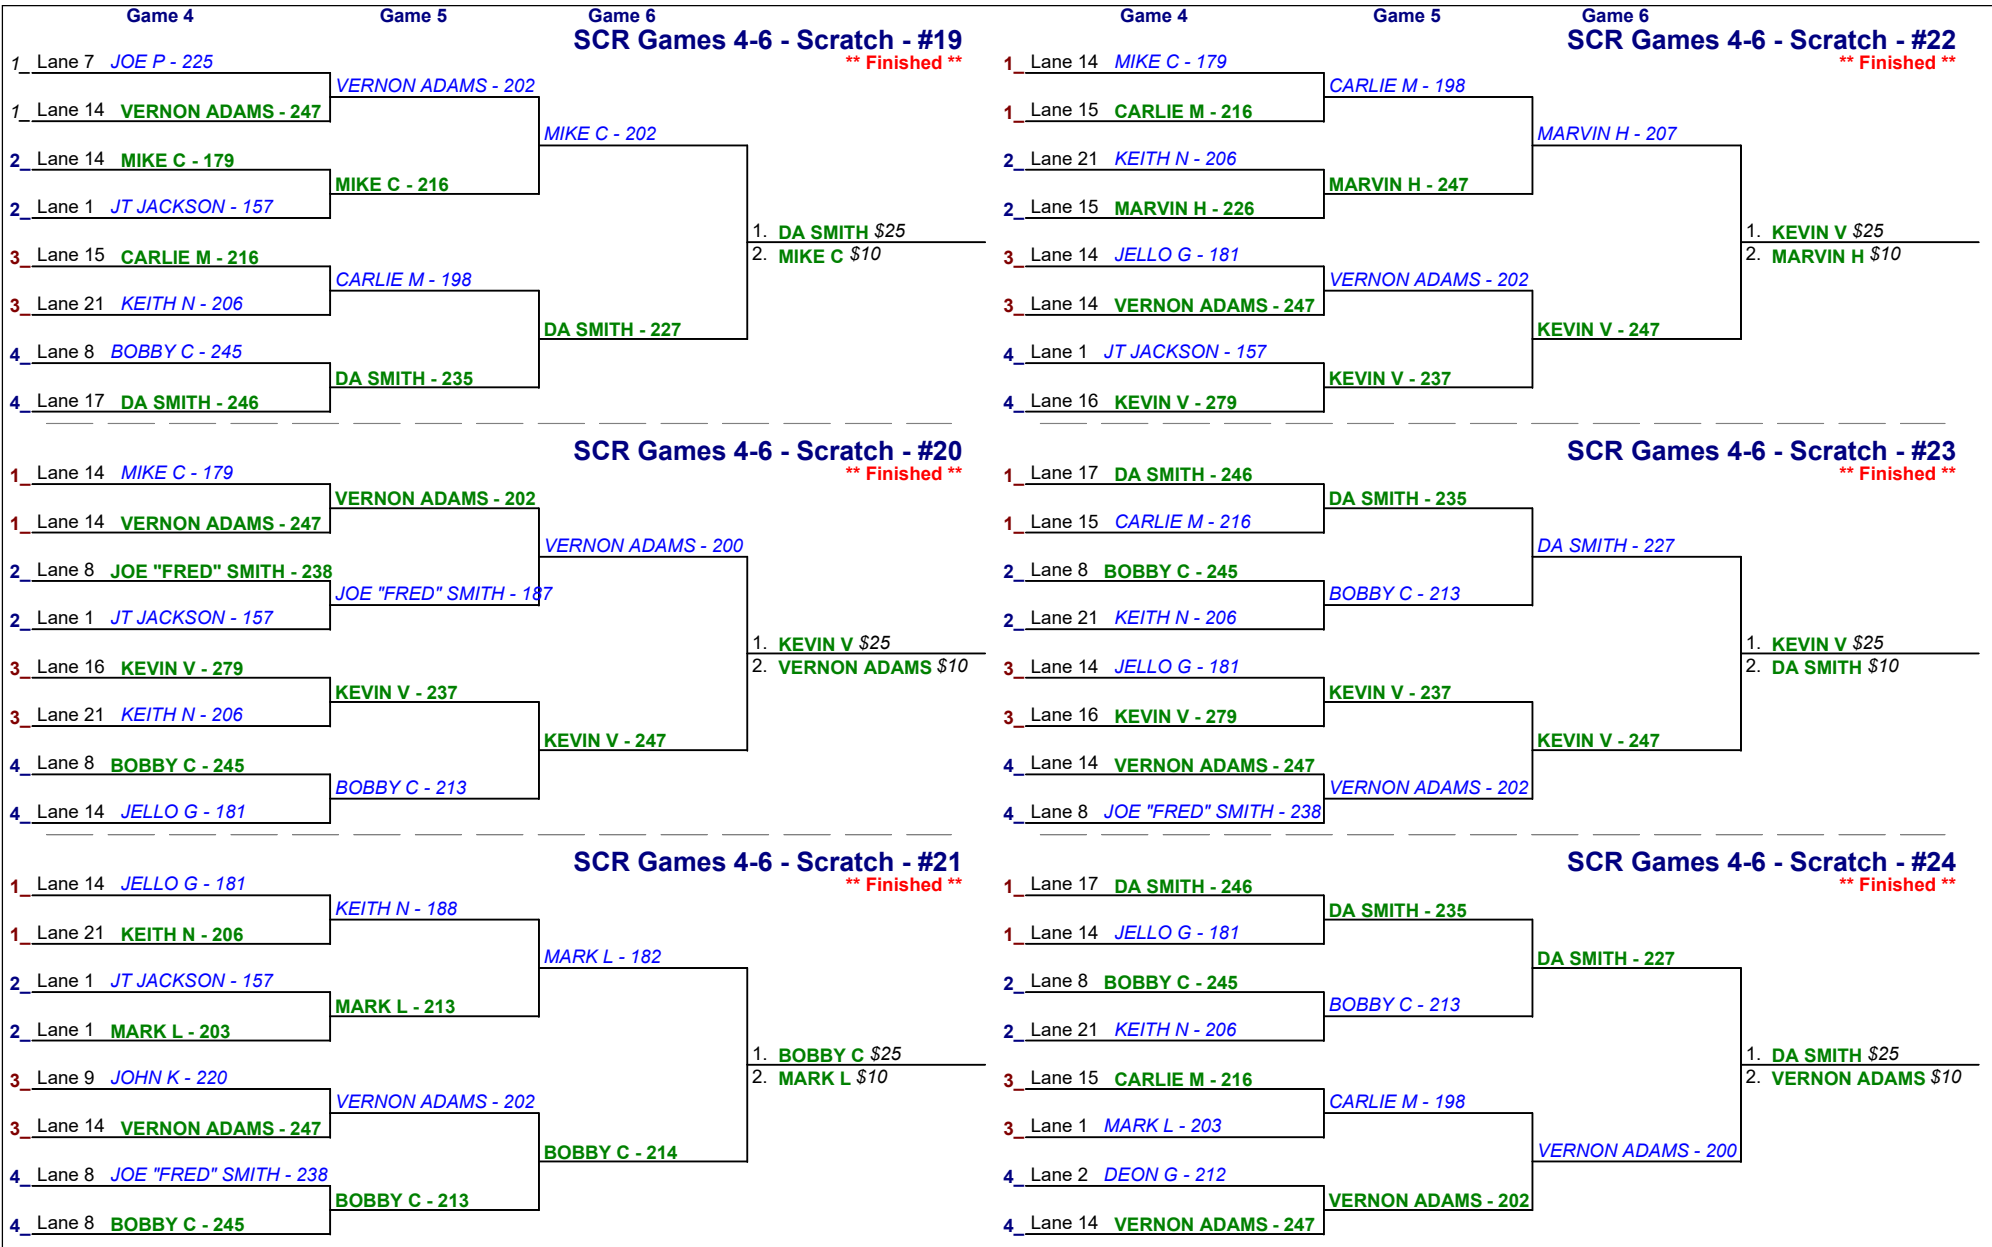 Game 4 Game 5 Game 6
SCR Games 4-6 - Scratch - #19
** Finished **
1_ Lane 7 JOE P - 225
VERNON ADAMS - 202
1_ Lane 14 VERNON ADAMS - 247
MIKE C - 202
2_ Lane 14 MIKE C - 179
MIKE C - 216
2_ Lane 1 JT JACKSON - 157
1. DA SMITH $25
2. MIKE C $10
3_ Lane 15 CARLIE M - 216
CARLIE M - 198
3_ Lane 21 KEITH N - 206
DA SMITH - 227
4_ Lane 8 BOBBY C - 245
DA SMITH - 235
4_ Lane 17 DA SMITH - 246
SCR Games 4-6 - Scratch - #20
** Finished **
1_ Lane 14 MIKE C - 179
VERNON ADAMS - 202
1_ Lane 14 VERNON ADAMS - 247
VERNON ADAMS - 200
2_ Lane 8 JOE "FRED" SMITH - 238
JOE "FRED" SMITH - 187
2_ Lane 1 JT JACKSON - 157
1. KEVIN V $25
2. VERNON ADAMS $10
3_ Lane 16 KEVIN V - 279
KEVIN V - 237
3_ Lane 21 KEITH N - 206
KEVIN V - 247
4_ Lane 8 BOBBY C - 245
BOBBY C - 213
4_ Lane 14 JELLO G - 181
SCR Games 4-6 - Scratch - #21
** Finished **
1_ Lane 14 JELLO G - 181
KEITH N - 188
1_ Lane 21 KEITH N - 206
MARK L - 182
2_ Lane 1 JT JACKSON - 157
MARK L - 213
2_ Lane 1 MARK L - 203
1. BOBBY C $25
2. MARK L $10
3_ Lane 9 JOHN K - 220
VERNON ADAMS - 202
3_ Lane 14 VERNON ADAMS - 247
BOBBY C - 214
4_ Lane 8 JOE "FRED" SMITH - 238
BOBBY C - 213
4_ Lane 8 BOBBY C - 245
Game 4 Game 5 Game 6
SCR Games 4-6 - Scratch - #22
** Finished **
1_ Lane 14 MIKE C - 179
CARLIE M - 198
1_ Lane 15 CARLIE M - 216
MARVIN H - 207
2_ Lane 21 KEITH N - 206
MARVIN H - 247
2_ Lane 15 MARVIN H - 226
1. KEVIN V $25
2. MARVIN H $10
3_ Lane 14 JELLO G - 181
VERNON ADAMS - 202
3_ Lane 14 VERNON ADAMS - 247
KEVIN V - 247
4_ Lane 1 JT JACKSON - 157
KEVIN V - 237
4_ Lane 16 KEVIN V - 279
SCR Games 4-6 - Scratch - #23
** Finished **
1_ Lane 17 DA SMITH - 246
DA SMITH - 235
1_ Lane 15 CARLIE M - 216
DA SMITH - 227
2_ Lane 8 BOBBY C - 245
BOBBY C - 213
2_ Lane 21 KEITH N - 206
1. KEVIN V $25
2. DA SMITH $10
3_ Lane 14 JELLO G - 181
KEVIN V - 237
3_ Lane 16 KEVIN V - 279
KEVIN V - 247
4_ Lane 14 VERNON ADAMS - 247
VERNON ADAMS - 202
4_ Lane 8 JOE "FRED" SMITH - 238
SCR Games 4-6 - Scratch - #24
** Finished **
1_ Lane 17 DA SMITH - 246
DA SMITH - 235
1_ Lane 14 JELLO G - 181
DA SMITH - 227
2_ Lane 8 BOBBY C - 245
BOBBY C - 213
2_ Lane 21 KEITH N - 206
1. DA SMITH $25
2. VERNON ADAMS $10
3_ Lane 15 CARLIE M - 216
CARLIE M - 198
3_ Lane 1 MARK L - 203
VERNON ADAMS - 200
4_ Lane 2 DEON G - 212
VERNON ADAMS - 202
4_ Lane 14 VERNON ADAMS - 247